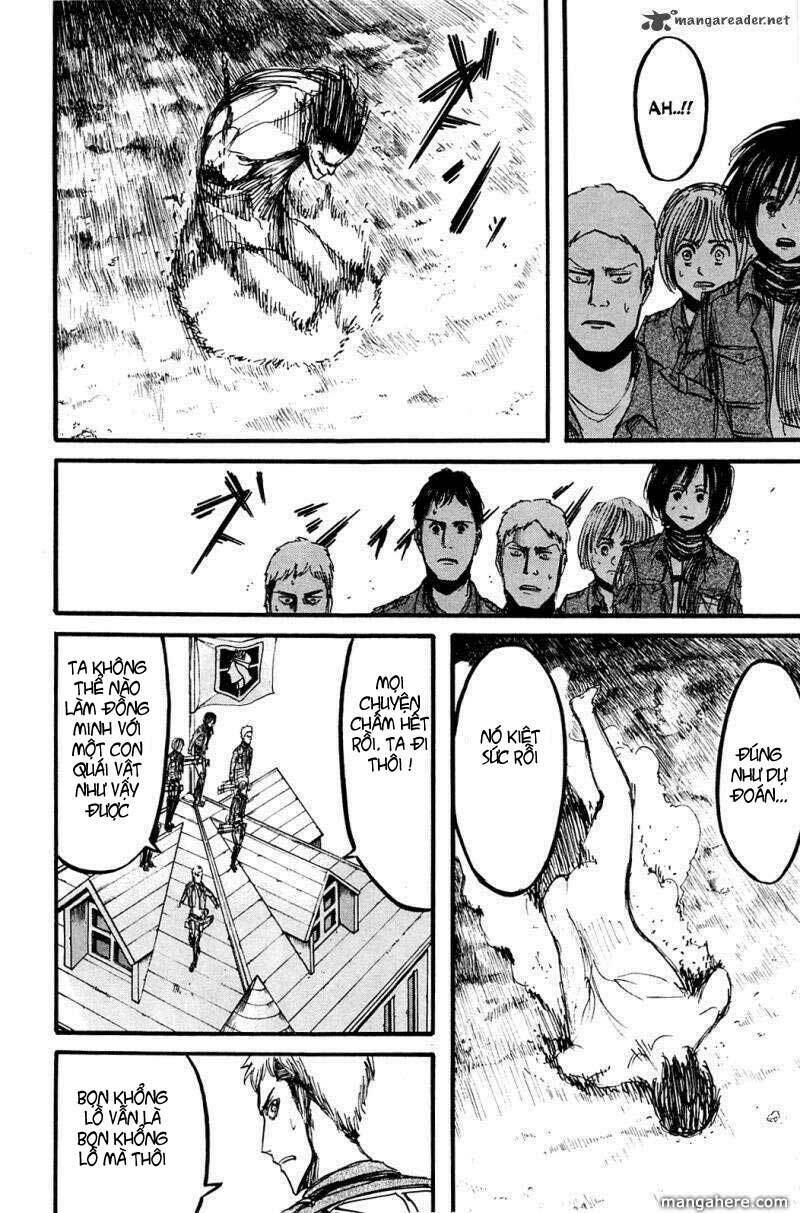 mangareader.net
AH..!!
ĐÚNG
NHƯ DỰ
ĐOÁN...
NÓ KIỆT
SỨC RỒI
MỌI
CHUYỆN
CHẤM HẾT
RỒI. TA ĐI
THÔI !
TA KHÔNG
THỂ NÀO
LÀM ĐỒNG
MINH VỚI
MỘT CON
QUÁI VẬT
NHƯ VẬY
ĐƯỢC
BỌN KHỔNG
LỒ VẪN LÀ
BỌN KHỔNG
LỒ MÀ THÔI
mangahere.com